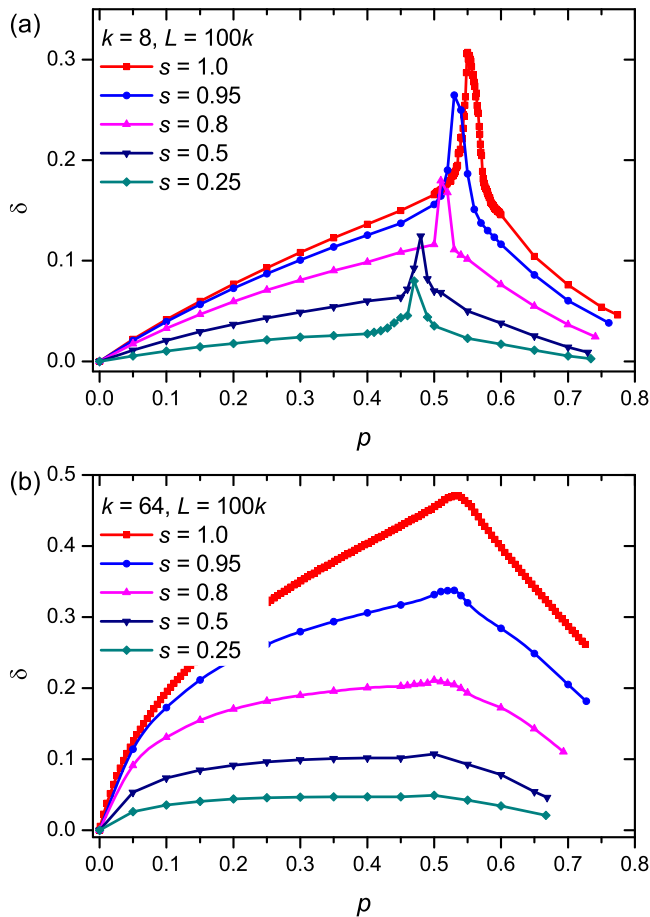 (a)
k = 8, L = 100k
s = 1.0
s = 0.95
s = 0.8
s = 0.5
s = 0.25
δ
0.3
0.2
0.1
0.0
0.0 0.1 0.2 0.3 0.4 0.5 0.6 0.7 0.8
p
(b)
k = 64, L = 100k
s = 1.0
s = 0.95
s = 0.8
s = 0.5
s = 0.25
δ
0.5
0.4
0.3
0.2
0.1
0.0
0.0 0.1 0.2 0.3 0.4 0.5 0.6 0.7 0.8
p